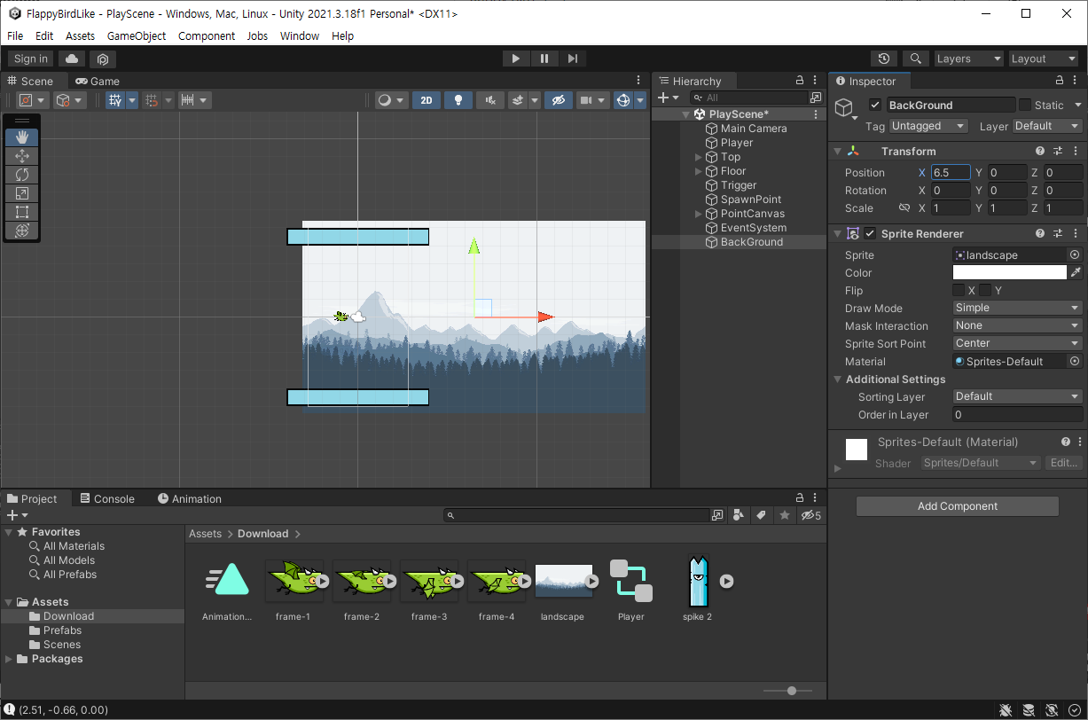 FlappyBirdLike - PlayScene - Windows, Mac, Linux - Unity 2021.3.18f1 Personal* <DX11>
File Edit Assets GameObject Component Jobs Window Help
Sign in Layers Layout
Scene Game
2D
Hierarchy
All
PlayScene*
Main Camera
Player
Top
Floor
Trigger
SpawnPoint
PointCanvas
EventSystem
BackGround
Inspector
BackGround Static
Tag Untagged Layer Default
Transform
Position X 6.5 Y 0 Z 0
Rotation X 0 Y 0 Z 0
Scale X 1 Y 1 Z 1
Sprite Renderer
Sprite landscape
Color
Flip X Y
Draw Mode Simple
Mask Interaction None
Sprite Sort Point Center
Material Sprites-Default
Additional Settings
Sorting Layer Default
Order in Layer 0
Sprites-Default (Material)
Shader Sprites/Default Edit...
Add Component
Project Console Animation
5
Favorites
All Materials
All Models
All Prefabs
Assets
Download
Prefabs
Scenes
Packages
Assets Download
Animation... frame-1 frame-2 frame-3 frame-4 landscape Player spike 2
(2.51, -0.66, 0.00)